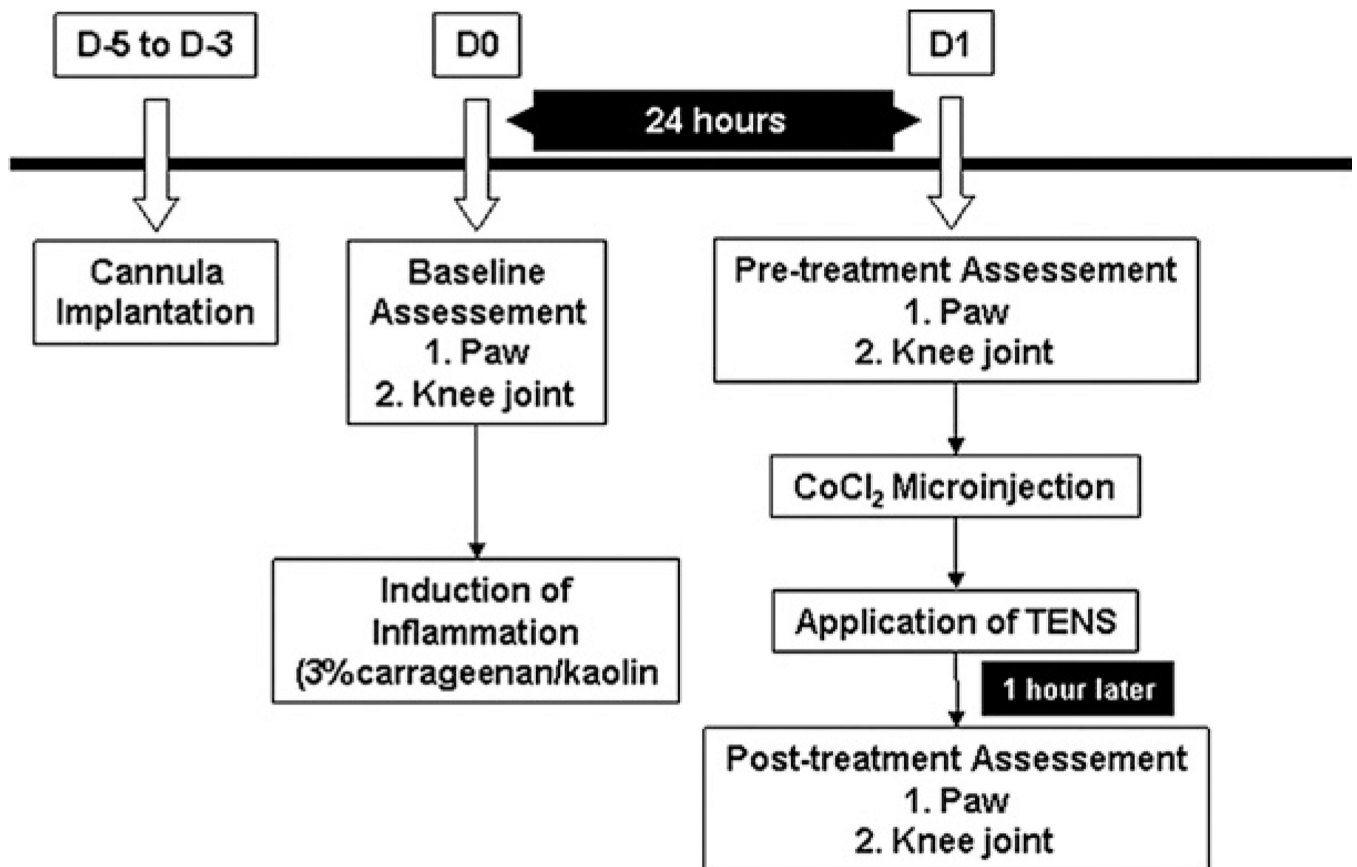 D-5 to D-3
D0
D1
24 hours
Cannula
Implantation
Baseline
Assessement
1. Paw
2. Knee joint
Induction of
Inflammation
(3%carrageenan/kaolin
Pre-treatment Assessement
1. Paw
2. Knee joint
CoCl₂ Microinjection
Application of TENS
1 hour later
Post-treatment Assessement
1. Paw
2. Knee joint